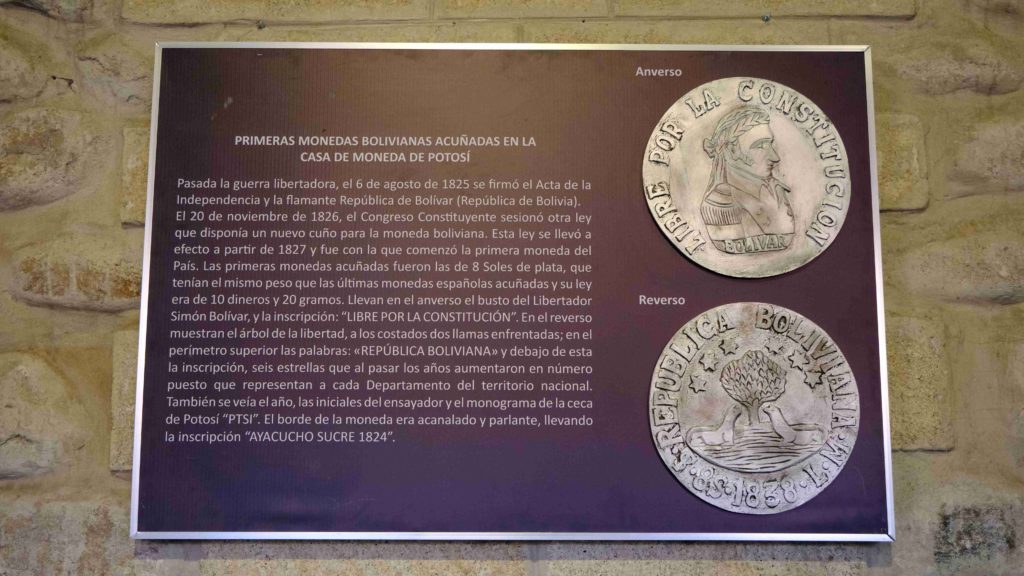 PRIMERAS MONEDAS BOLIVIANAS ACUÑADAS EN LA
CASA DE MONEDA DE POTOSÍ
Pasada la guerra libertadora, el 6 de agosto de 1825 se firmó el Acta de la
Independencia y la flamante República de Bolívar (República de Bolivia).
El 20 de noviembre de 1826, el Congreso Constituyente sesionó otra ley
que disponía un nuevo cuño para la moneda boliviana. Esta ley se llevó a
efecto a partir de 1827 y fue con la que comenzó la primera moneda del
País. Las primeras monedas acuñadas fueron las de 8 Soles de plata, que
tenían el mismo peso que las últimas monedas españolas acuñadas y su ley
era de 10 dineros y 20 gramos. Llevan en el anverso el busto del Libertador
Simón Bolívar, y la inscripción: “LIBRE POR LA CONSTITUCIÓN”. En el reverso
muestran el árbol de la libertad, a los costados dos llamas enfrentadas; en el
perímetro superior las palabras: «REPÚBLICA BOLIVIANA» y debajo de esta
la inscripción, seis estrellas que al pasar los años aumentaron en número
puesto que representan a cada Departamento del territorio nacional.
También se veía el año, las iniciales del ensayador y el monograma de la ceca
de Potosí “PTSI”. El borde de la moneda era acanalado y parlante, llevando
la inscripción “AYACUCHO SUCRE 1824”.
Anverso
LIBRE POR LA CONSTITUCION
BOLIVAR
Reverso
REPUBLICA BOLIVIANA
1838